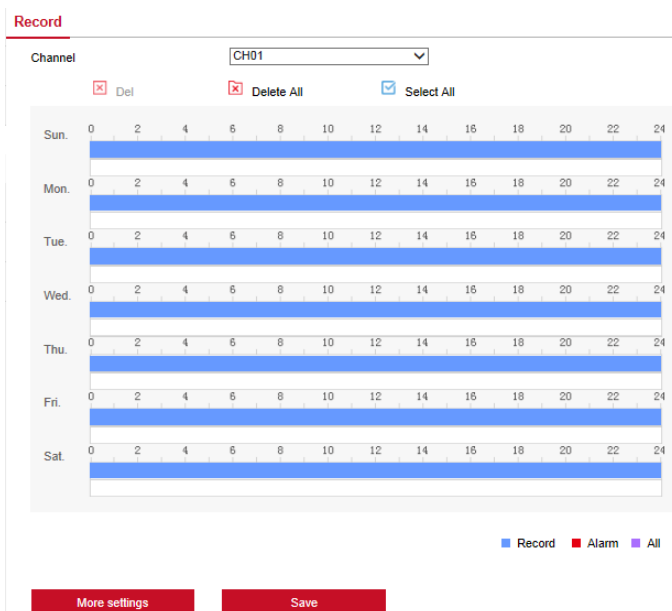 Record
Channel CH01
Del Delete All Select All
Sun. 0 2 4 6 8 10 12 14 16 18 20 22 24
Mon. 0 2 4 6 8 10 12 14 16 18 20 22 24
Tue. 0 2 4 6 8 10 12 14 16 18 20 22 24
Wed. 0 2 4 6 8 10 12 14 16 18 20 22 24
Thu. 0 2 4 6 8 10 12 14 16 18 20 22 24
Fri. 0 2 4 6 8 10 12 14 16 18 20 22 24
Sat. 0 2 4 6 8 10 12 14 16 18 20 22 24
Record Alarm All
More settings Save